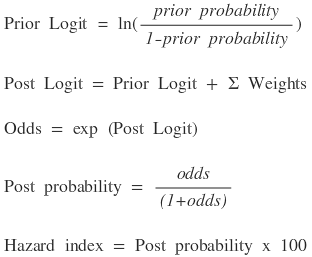 Prior Logit = ln( prior probability / 1-prior probability )
Post Logit = Prior Logit + Σ Weights
Odds = exp (Post Logit)
Post probability = odds / (1+odds)
Hazard index = Post probability x 100